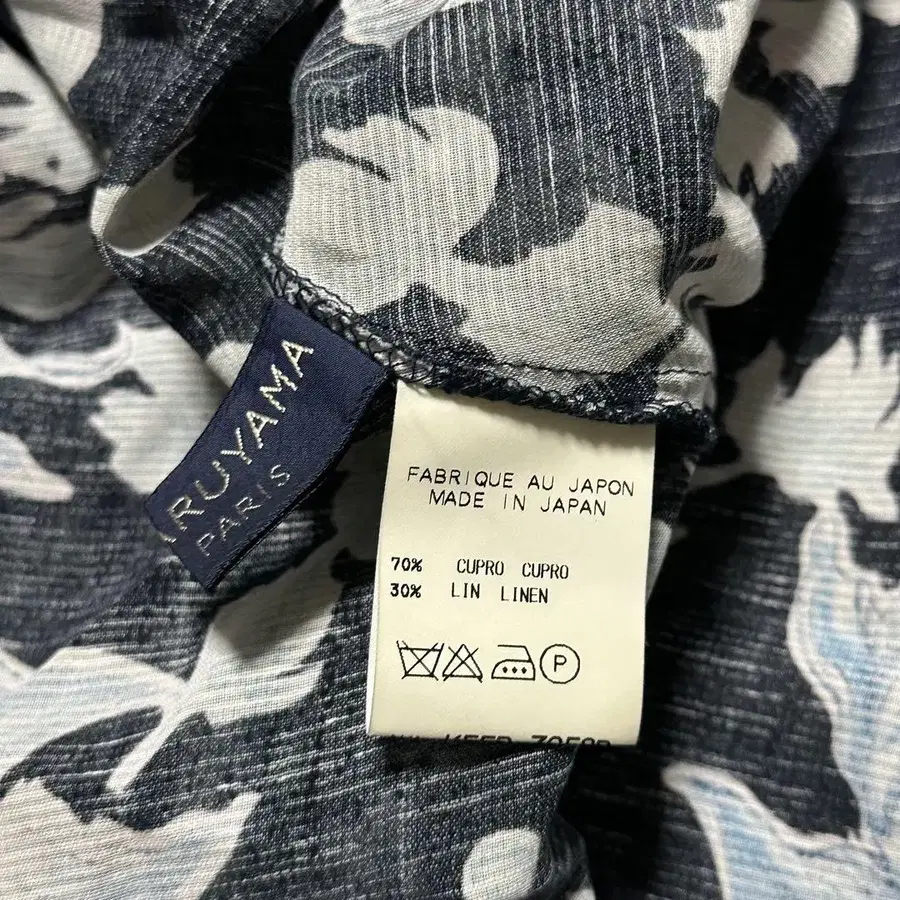 RUYAMA
PARIS
FABRIQUE AU JAPON
MADE IN JAPAN
70% CUPRO CUPRO
30% LIN LINEN
P